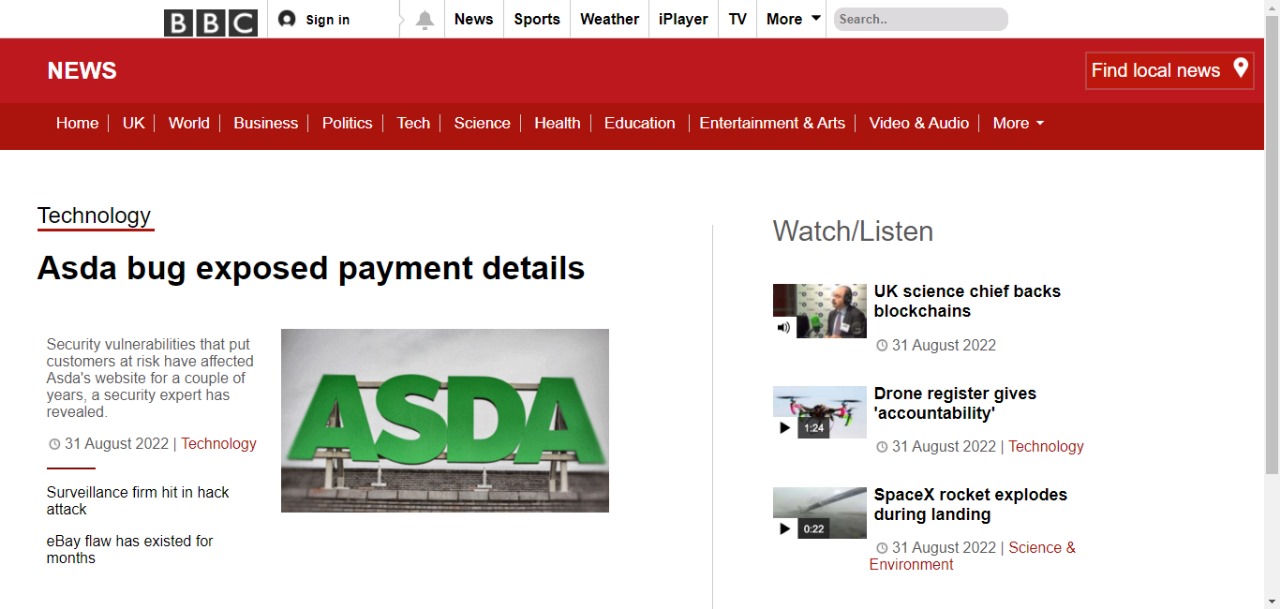 BBC Sign in News Sports Weather iPlayer TV More Search..
NEWS Find local news
Home UK World Business Politics Tech Science Health Education Entertainment & Arts Video & Audio More
Technology
Asda bug exposed payment details
Security vulnerabilities that put
customers at risk have affected
Asda's website for a couple of
years, a security expert has
revealed.
31 August 2022 | Technology
Surveillance firm hit in hack
attack
eBay flaw has existed for
months
ASDA
Watch/Listen
UK science chief backs
blockchains
31 August 2022
Drone register gives
'accountability'
1:24
31 August 2022 | Technology
SpaceX rocket explodes
during landing
0:22
31 August 2022 | Science &
Environment